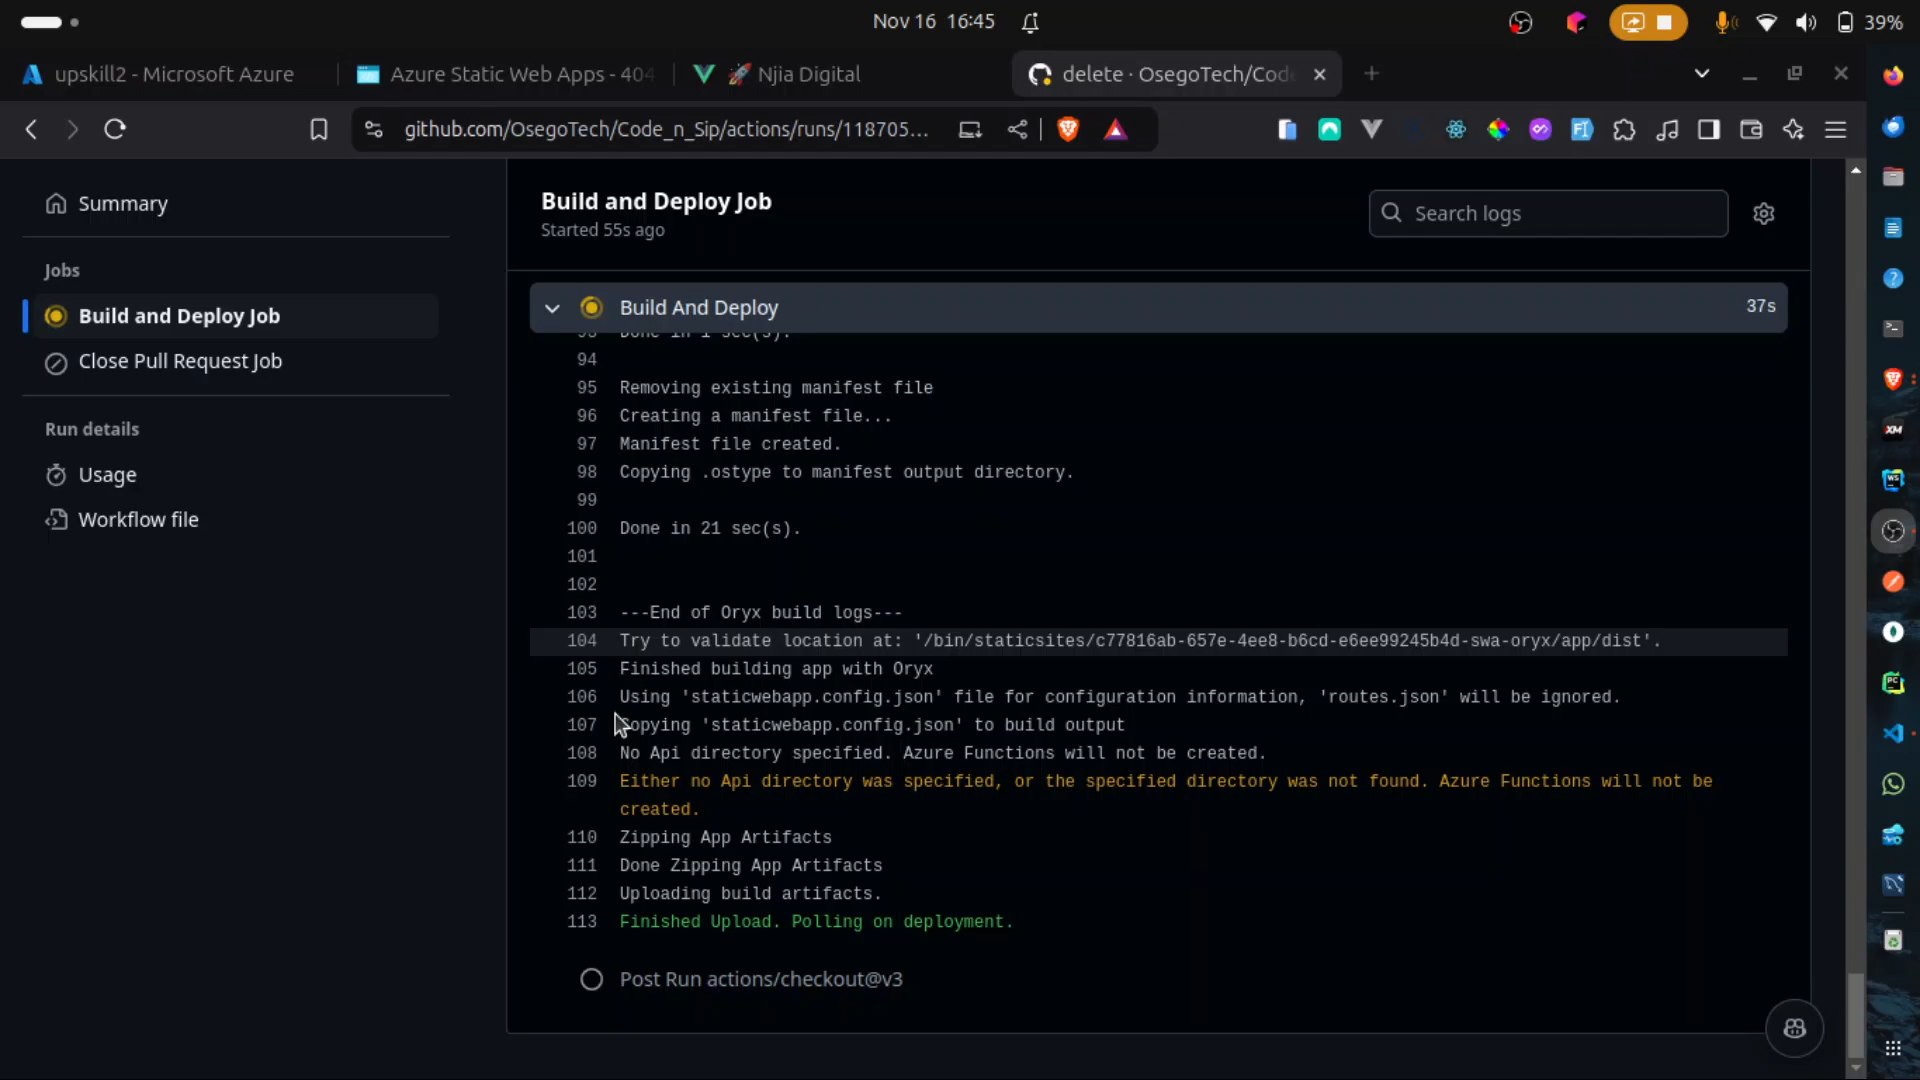 Nov 16 16:45
39%
upskill2 - Microsoft Azure
Azure Static Web Apps - 404
🚀 Njia Digital
delete · OsegoTech/Code
github.com/OsegoTech/Code_n_Sip/actions/runs/118705...
Summary
Jobs
Build and Deploy Job
Close Pull Request Job
Run details
Usage
Workflow file
Build and Deploy Job
Started 55s ago
Search logs
Build And Deploy
37s
93 Done in 1 sec(s).
94
95 Removing existing manifest file
96 Creating a manifest file...
97 Manifest file created.
98 Copying .ostype to manifest output directory.
99
100 Done in 21 sec(s).
101
102
103 ---End of Oryx build logs---
104 Try to validate location at: '/bin/staticsites/c77816ab-657e-4ee8-b6cd-e6ee99245b4d-swa-oryx/app/dist'.
105 Finished building app with Oryx
106 Using 'staticwebapp.config.json' file for configuration information, 'routes.json' will be ignored.
107 Copying 'staticwebapp.config.json' to build output
108 No Api directory specified. Azure Functions will not be created.
109 Either no Api directory was specified, or the specified directory was not found. Azure Functions will not be
created.
110 Zipping App Artifacts
111 Done Zipping App Artifacts
112 Uploading build artifacts.
113 Finished Upload. Polling on deployment.
Post Run actions/checkout@v3